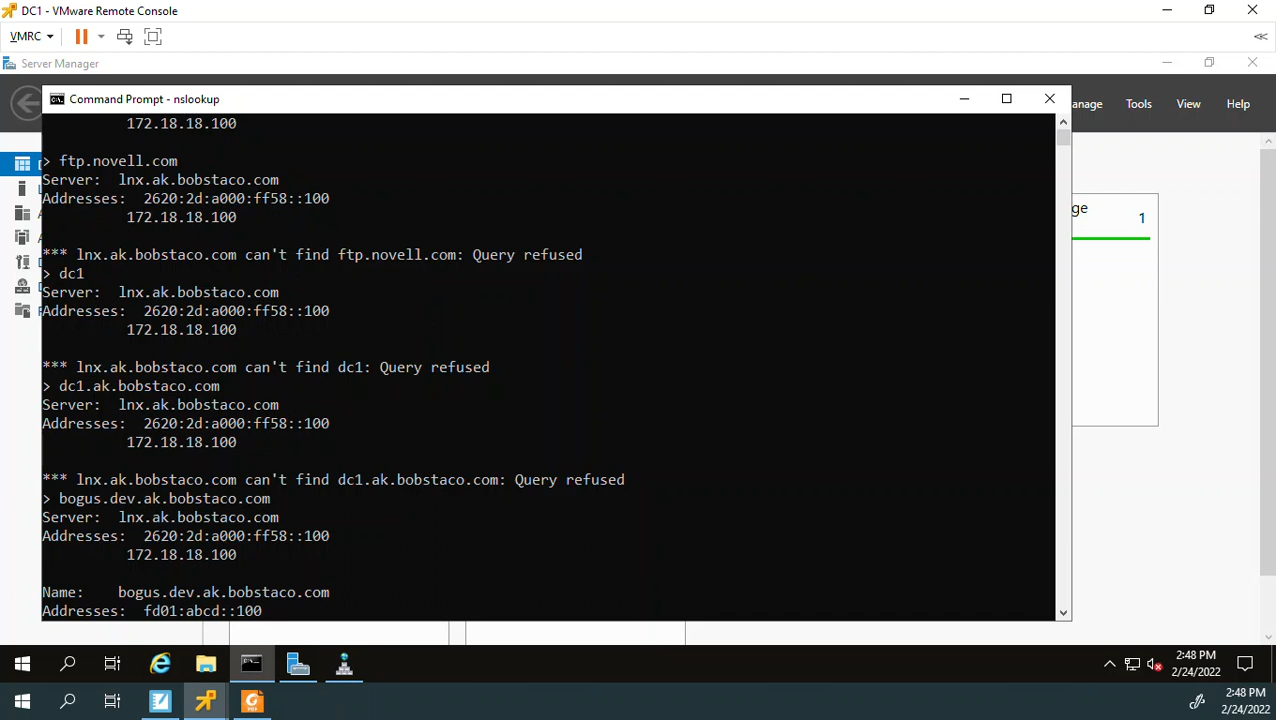 DC1 - VMware Remote Console
VMRC
Server Manager
Command Prompt - nslookup
anage Tools View Help
172.18.18.100
> ftp.novell.com
Server: lnx.ak.bobstaco.com
Addresses: 2620:2d:a000:ff58::100
172.18.18.100
*** lnx.ak.bobstaco.com can't find ftp.novell.com: Query refused
> dc1
Server: lnx.ak.bobstaco.com
Addresses: 2620:2d:a000:ff58::100
172.18.18.100
*** lnx.ak.bobstaco.com can't find dc1: Query refused
> dc1.ak.bobstaco.com
Server: lnx.ak.bobstaco.com
Addresses: 2620:2d:a000:ff58::100
172.18.18.100
*** lnx.ak.bobstaco.com can't find dc1.ak.bobstaco.com: Query refused
> bogus.dev.ak.bobstaco.com
Server: lnx.ak.bobstaco.com
Addresses: 2620:2d:a000:ff58::100
172.18.18.100
Name: bogus.dev.ak.bobstaco.com
Addresses: fd01:abcd::100
ge 1
2:48 PM
2/24/2022
2:48 PM
2/24/2022